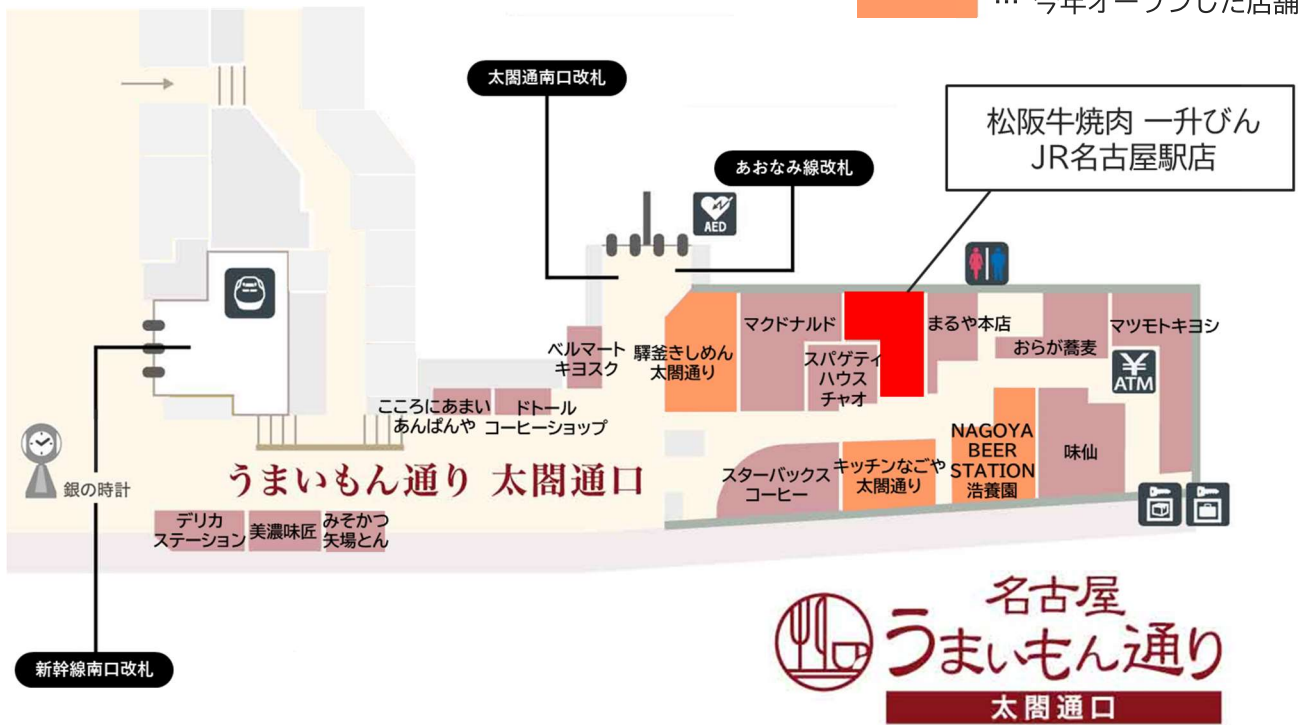 … 今年オープンした店舗
太閤通南口改札
松阪牛焼肉 一升びん
JR名古屋駅店
あおなみ線改札
AED
マクドナルド
まるや本店
マツモトキヨシ
ベルマート
キヨスク
驛釜きしめん
太閤通り
おらが蕎麦
スパゲティ
ハウス
チャオ
¥
ATM
こころにあまい
あんぱんや
ドトール
コーヒーショップ
NAGOYA
BEER
STATION
浩養園
味仙
スターバックス
コーヒー
キッチンなごや
太閤通り
うまいもん通り 太閤通口
銀の時計
デリカ
ステーション
美濃味匠
みそかつ
矢場とん
新幹線南口改札
名古屋
うまいもん通り
太閤通口